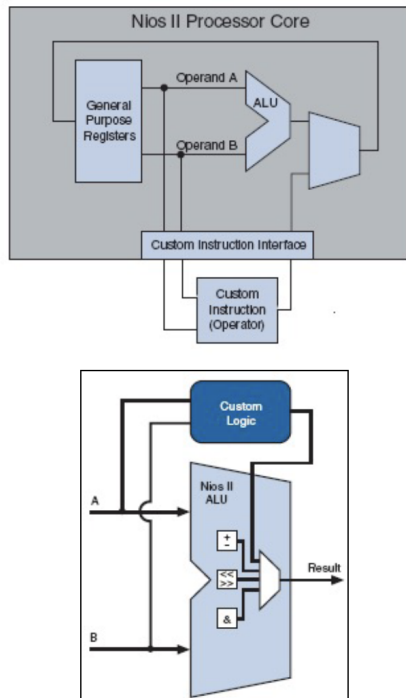 Nios II Processor Core
General
Purpose
Registers
Operand A
ALU
Operand B
Custom Instruction Interface
Custom
Instruction
(Operator)
Custom
Logic
Nios II
ALU
A
+
-
<<
>>
Result
&
B